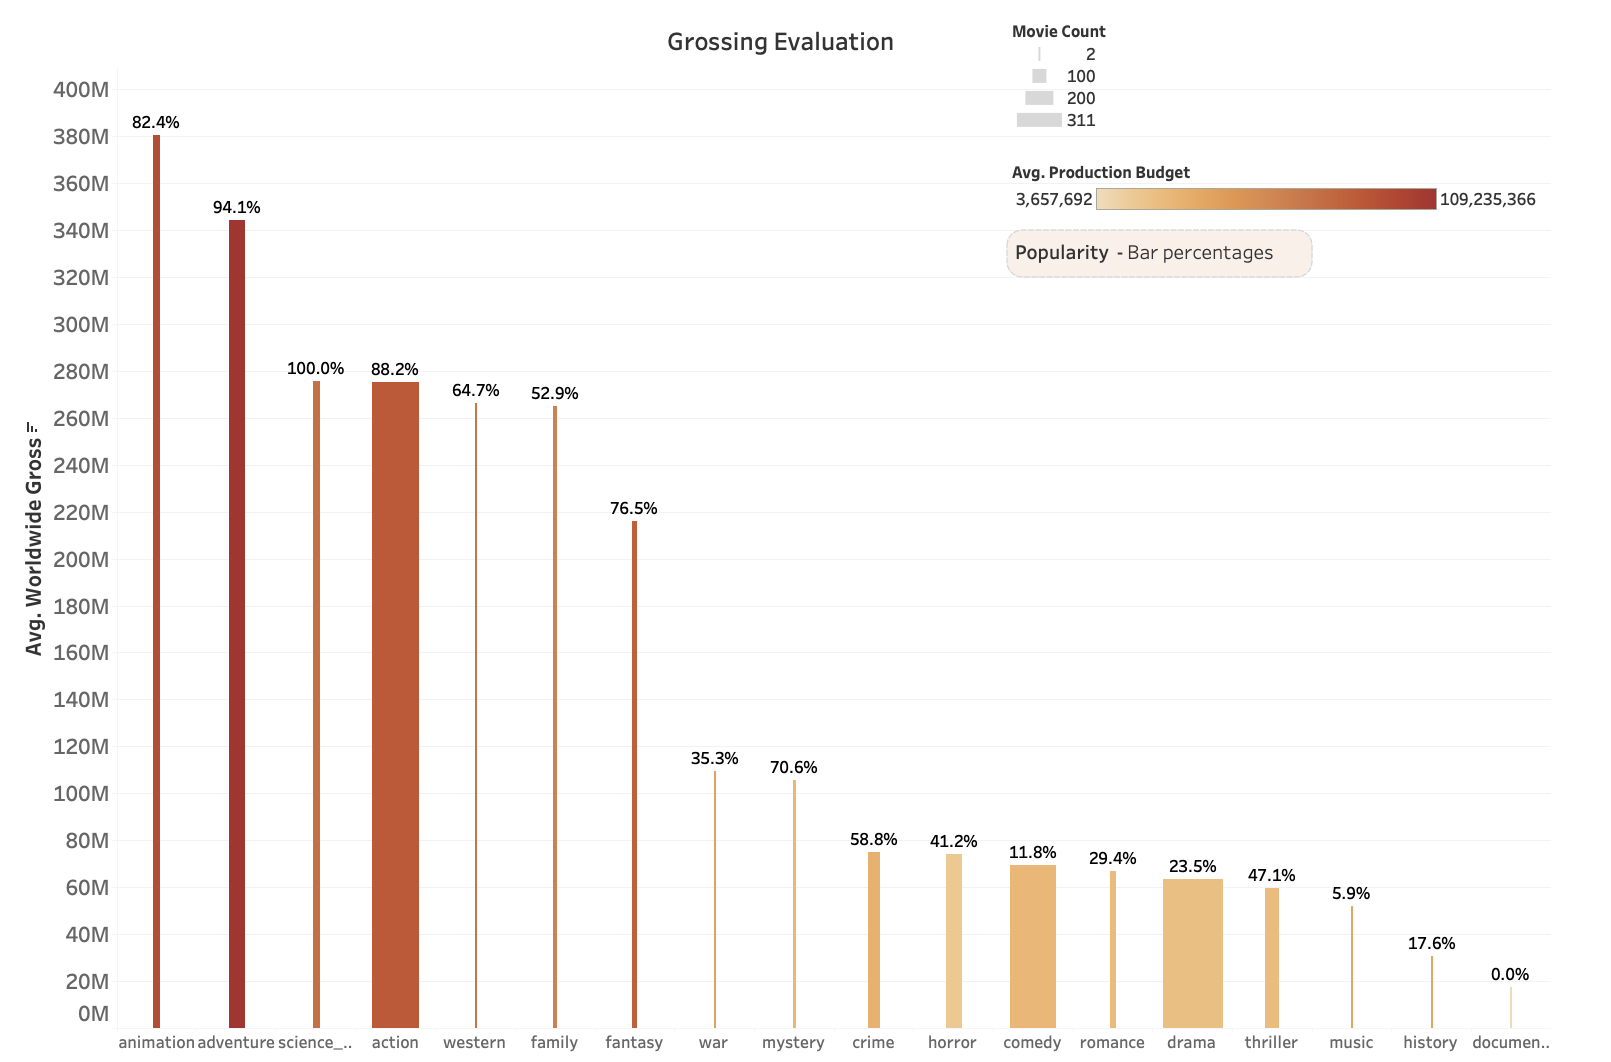 Grossing Evaluation
Movie Count
2
100
200
311
Avg. Production Budget
3,657,692
109,235,366
Popularity - Bar percentages
Avg. Worldwide Gross
400M
380M
360M
340M
320M
300M
280M
260M
240M
220M
200M
180M
160M
140M
120M
100M
80M
60M
40M
20M
0M
82.4%
94.1%
100.0%
88.2%
64.7%
52.9%
76.5%
35.3%
70.6%
58.8%
41.2%
11.8%
29.4%
23.5%
47.1%
5.9%
17.6%
0.0%
animation adventure science_.. action western family fantasy war mystery crime horror comedy romance drama thriller music history documen..